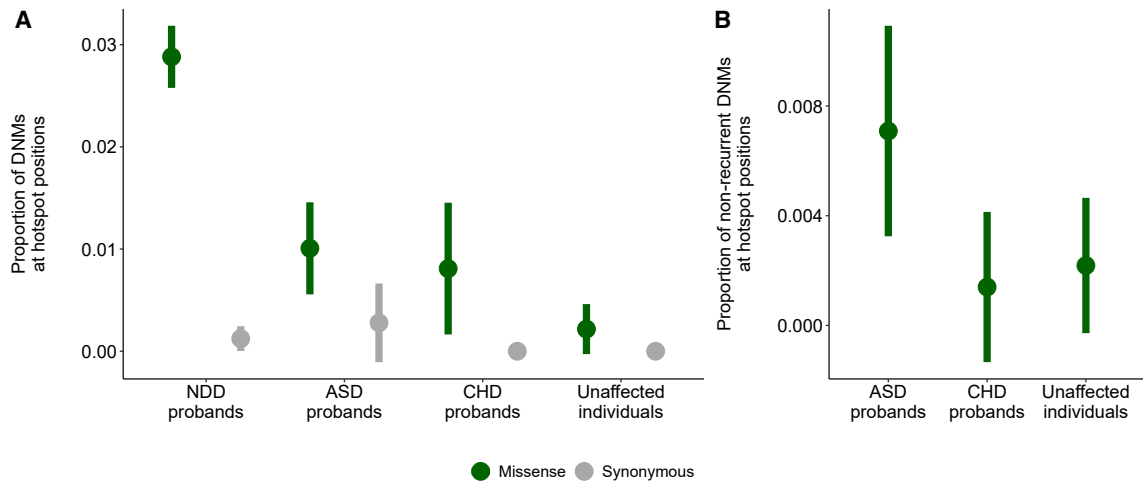 A
Proportion of DNMs
at hotspot positions
0.03
0.02
0.01
0.00
NDD
probands
ASD
probands
CHD
probands
Unaffected
individuals
B
Proportion of non-recurrent DNMs
at hotspot positions
0.008
0.004
0.000
ASD
probands
CHD
probands
Unaffected
individuals
Missense
Synonymous